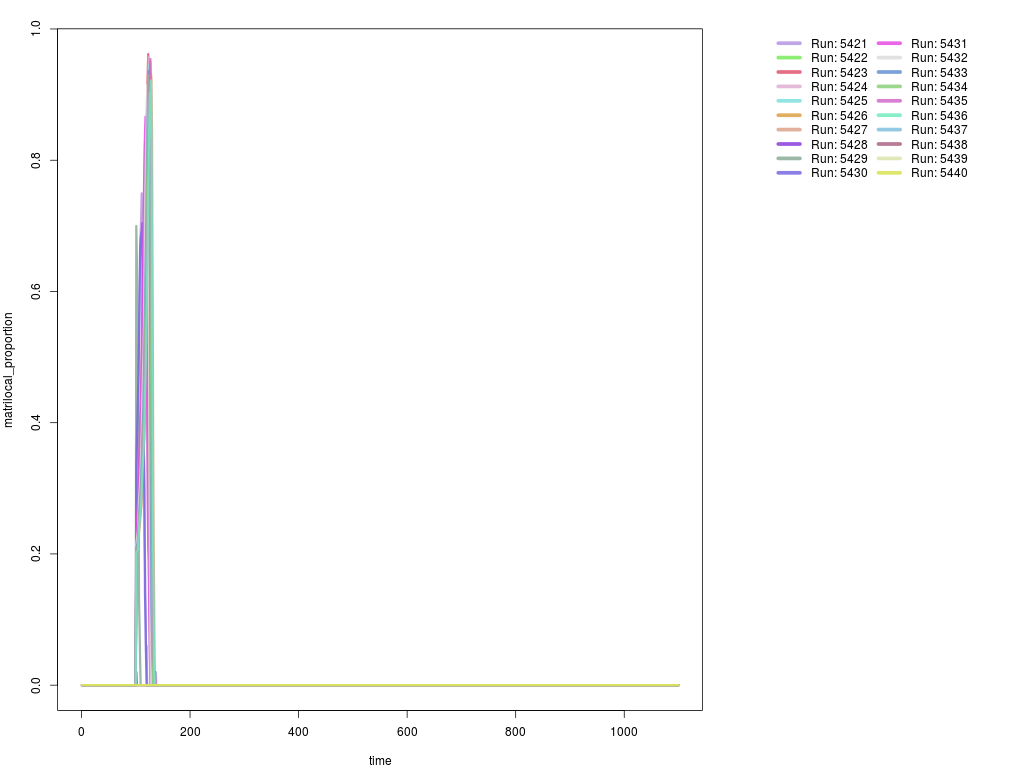 1.0
0.8
0.6
0.4
0.2
0.0
matrilocal_proportion
0 200 400 600 800 1000
time
Run: 5421 Run: 5431
Run: 5422 Run: 5432
Run: 5423 Run: 5433
Run: 5424 Run: 5434
Run: 5425 Run: 5435
Run: 5426 Run: 5436
Run: 5427 Run: 5437
Run: 5428 Run: 5438
Run: 5429 Run: 5439
Run: 5430 Run: 5440